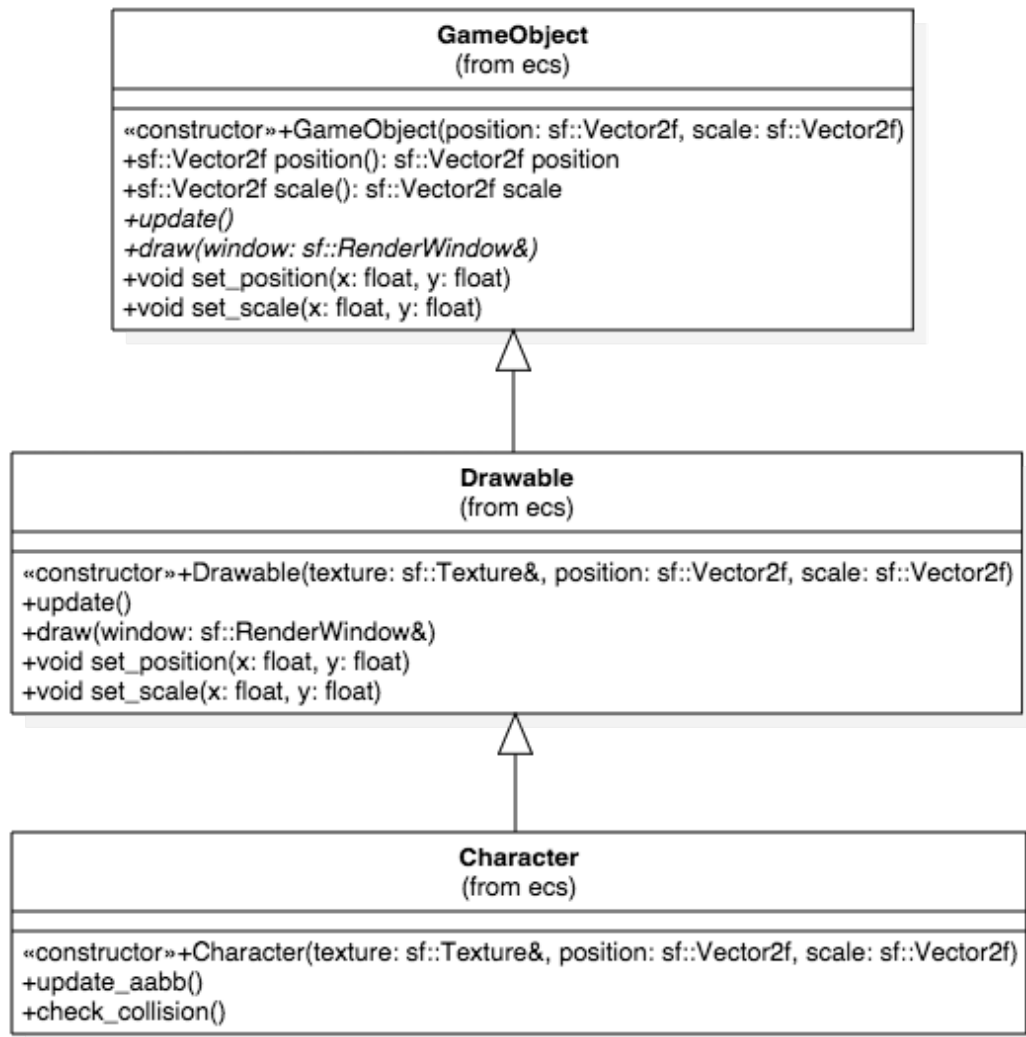 GameObject
(from ecs)
«constructor»+GameObject(position: sf::Vector2f, scale: sf::Vector2f)
+sf::Vector2f position(): sf::Vector2f position
+sf::Vector2f scale(): sf::Vector2f scale
+update()
+draw(window: sf::RenderWindow&)
+void set_position(x: float, y: float)
+void set_scale(x: float, y: float)
Drawable
(from ecs)
«constructor»+Drawable(texture: sf::Texture&, position: sf::Vector2f, scale: sf::Vector2f)
+update()
+draw(window: sf::RenderWindow&)
+void set_position(x: float, y: float)
+void set_scale(x: float, y: float)
Character
(from ecs)
«constructor»+Character(texture: sf::Texture&, position: sf::Vector2f, scale: sf::Vector2f)
+update_aabb()
+check_collision()